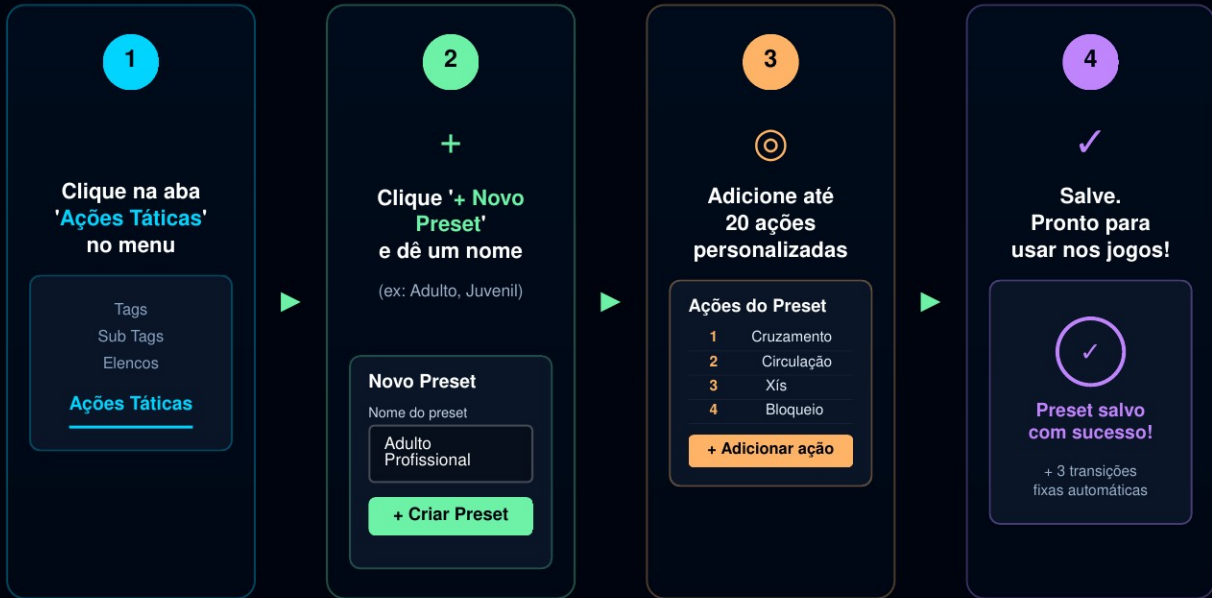 1
Clique na aba
'Ações Táticas'
no menu
Tags
Sub Tags
Elencos
Ações Táticas
2
+
Clique '+ Novo
Preset'
e dê um nome
(ex: Adulto, Juvenil)
Novo Preset
Nome do preset
Adulto
Profissional
+ Criar Preset
3
Adicione até
20 ações
personalizadas
Ações do Preset
1 Cruzamento
2 Circulação
3 Xís
4 Bloqueio
+ Adicionar ação
4
✓
Salve.
Pronto para
usar nos jogos!
✓
Preset salvo
com sucesso!
+ 3 transições
fixas automáticas